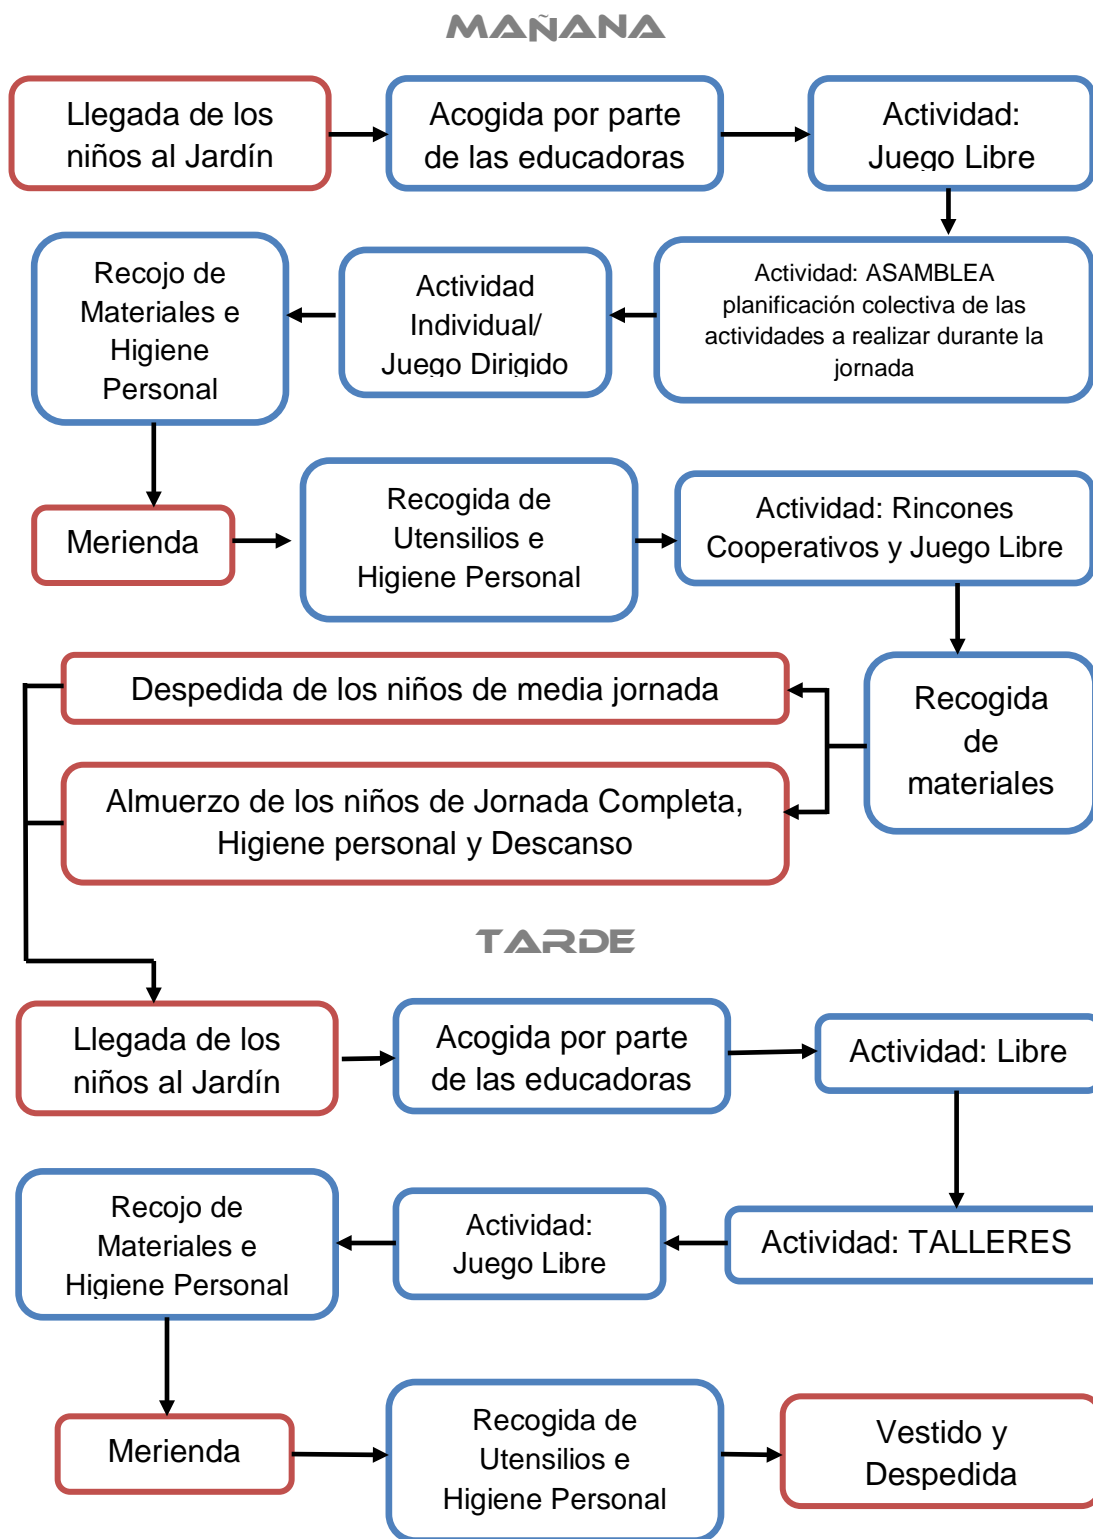 MAÑANA
Llegada de los
niños al Jardín
Acogida por parte
de las educadoras
Actividad:
Juego Libre
Actividad: ASAMBLEA
planificación colectiva de las
actividades a realizar durante la
jornada
Actividad
Individual/
Juego Dirigido
Recojo de
Materiales e
Higiene
Personal
Merienda
Recogida de
Utensilios e
Higiene Personal
Actividad: Rincones
Cooperativos y Juego Libre
Recogida
de
materiales
Despedida de los niños de media jornada
Almuerzo de los niños de Jornada Completa,
Higiene personal y Descanso
TARDE
Llegada de los
niños al Jardín
Acogida por parte
de las educadoras
Actividad: Libre
Actividad: TALLERES
Actividad:
Juego Libre
Recojo de
Materiales e
Higiene Personal
Merienda
Recogida de
Utensilios e
Higiene Personal
Vestido y
Despedida